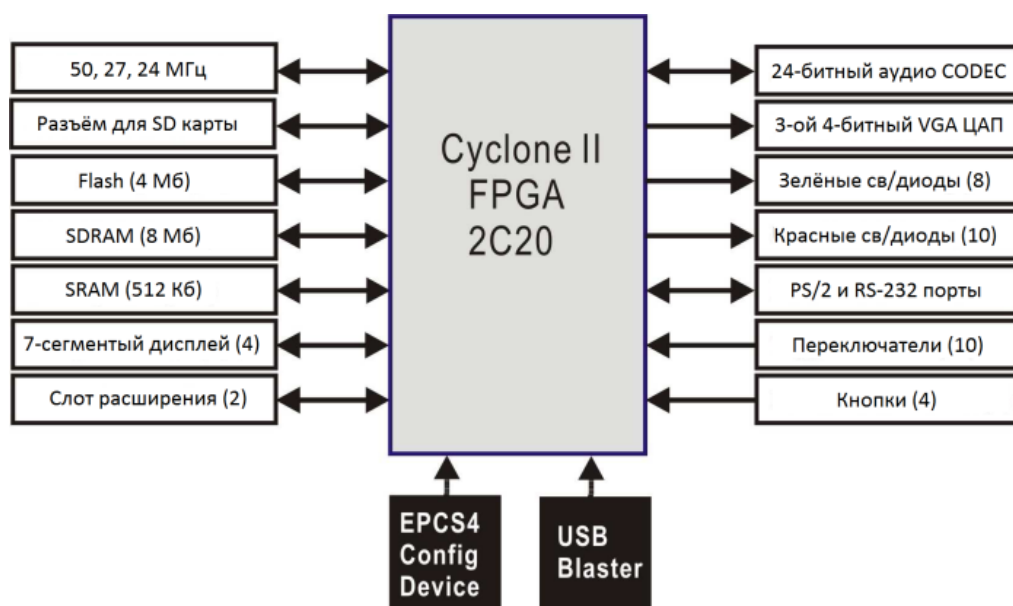 50, 27, 24 МГц
Разъём для SD карты
Flash (4 Мб)
SDRAM (8 Мб)
SRAM (512 Кб)
7-сегментый дисплей (4)
Слот расширения (2)
Cyclone II
FPGA
2C20
24-битный аудио CODEC
3-ой 4-битный VGA ЦАП
Зелёные св/диоды (8)
Красные св/диоды (10)
PS/2 и RS-232 порты
Переключатели (10)
Кнопки (4)
EPCS4
Config
Device
USB
Blaster